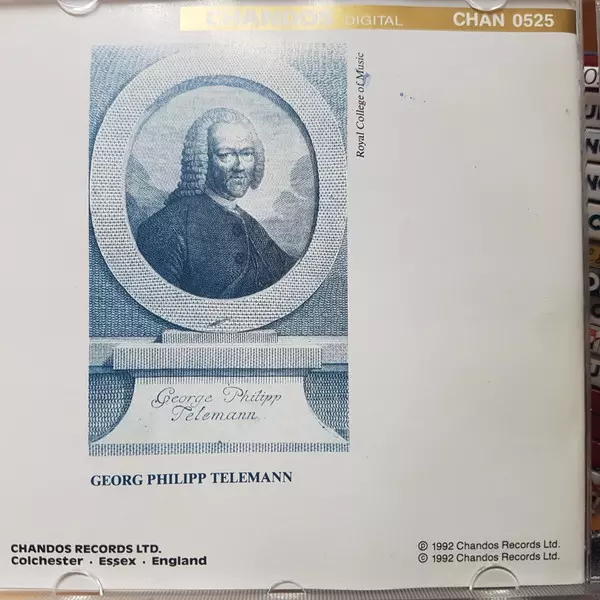 CHANDOS DIGITAL CHAN 0525
Royal College of Music
George Philipp
Telemann
GEORG PHILIPP TELEMANN
CHANDOS RECORDS LTD.
Colchester · Essex · England
℗ 1992 Chandos Records Ltd.
© 1992 Chandos Records Ltd.